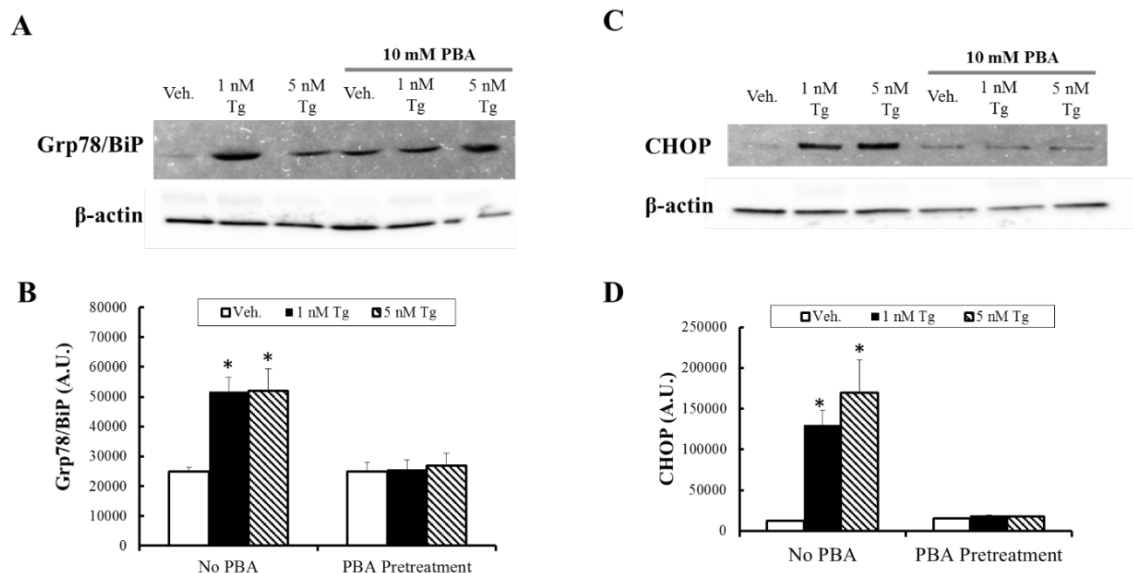 A
10 mM PBA
Veh.
1 nM
Tg
5 nM
Tg
Veh.
1 nM
Tg
5 nM
Tg
Grp78/BiP
β-actin
B
Grp78/BiP (A.U.)
80000
70000
60000
50000
40000
30000
20000
10000
0
Veh.
1 nM Tg
5 nM Tg
*
*
No PBA
PBA Pretreatment
C
10 mM PBA
Veh.
1 nM
Tg
5 nM
Tg
Veh.
1 nM
Tg
5 nM
Tg
CHOP
β-actin
D
CHOP (A.U.)
250000
200000
150000
100000
50000
0
Veh.
1 nM Tg
5 nM Tg
*
*
No PBA
PBA Pretreatment